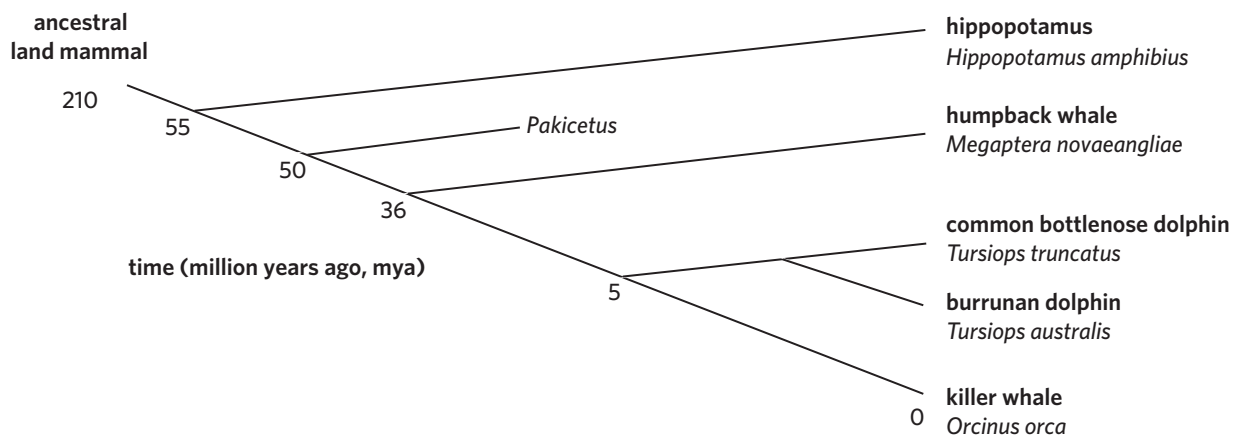 ancestral
land mammal
210
55
50
36
5
0
time (million years ago, mya)
hippopotamus
Hippopotamus amphibius
Pakicetus
humpback whale
Megaptera novaeangliae
common bottlenose dolphin
Tursiops truncatus
burrunan dolphin
Tursiops australis
killer whale
Orcinus orca